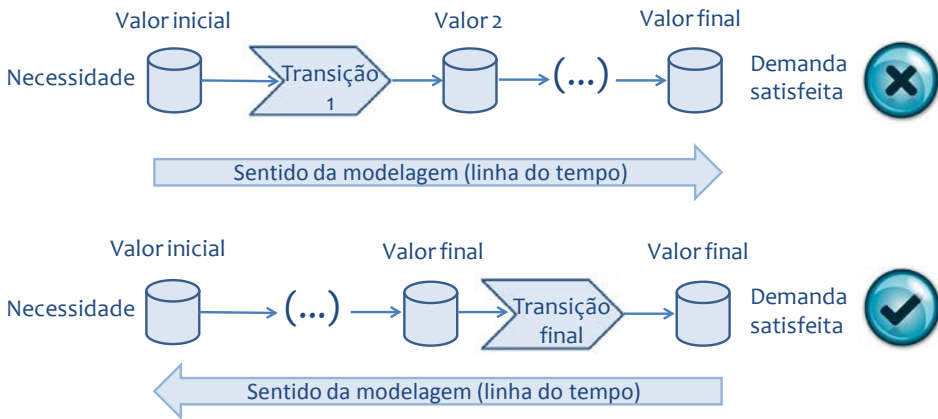 Valor inicial
Valor 2
Valor final
Necessidade
Transição
1
(...)
Demanda
satisfeita
Sentido da modelagem (linha do tempo)
Valor inicial
Valor final
Valor final
Necessidade
(...)
Transição
final
Demanda
satisfeita
Sentido da modelagem (linha do tempo)